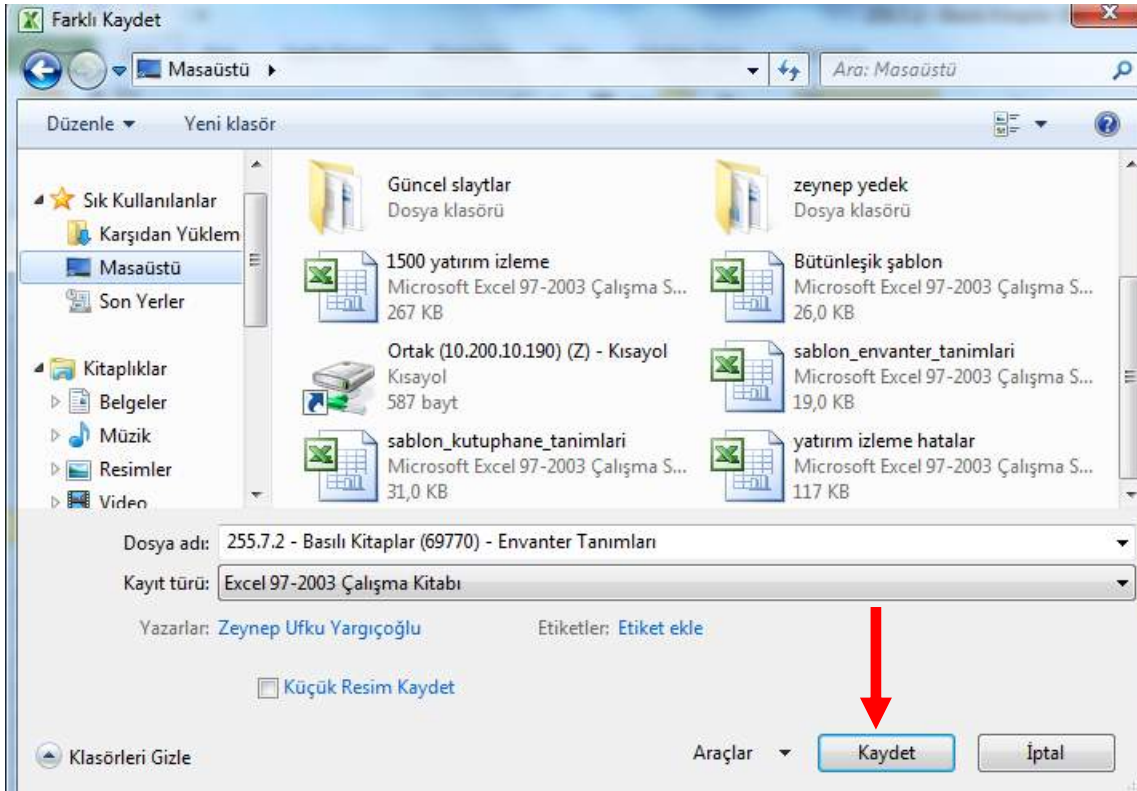 Farklı Kaydet
Masaüstü
Ara: Masaüstü
Düzenle
Yeni klasör
Sık Kullanılanlar
Karşıdan Yüklem
Masaüstü
Son Yerler
Kitaplıklar
Belgeler
Müzik
Resimler
Video
Güncel slaytlar
Dosya klasörü
zeynep yedek
Dosya klasörü
1500 yatırım izleme
Microsoft Excel 97-2003 Çalışma S...
267 KB
Bütünleşik şablon
Microsoft Excel 97-2003 Çalışma S...
26,0 KB
Ortak (10.200.10.190) (Z) - Kısayol
Kısayol
587 bayt
sablon_envanter_tanimlari
Microsoft Excel 97-2003 Çalışma S...
19,0 KB
sablon_kutuphane_tanimlari
Microsoft Excel 97-2003 Çalışma S...
31,0 KB
yatırım izleme hatalar
Microsoft Excel 97-2003 Çalışma S...
117 KB
Dosya adı: 255.7.2 - Basılı Kitaplar (69770) - Envanter Tanımları
Kayıt türü: Excel 97-2003 Çalışma Kitabı
Yazarlar: Zeynep Ufku Yargıçoğlu Etiketler: Etiket ekle
Küçük Resim Kaydet
Klasörleri Gizle
Araçlar
Kaydet
İptal